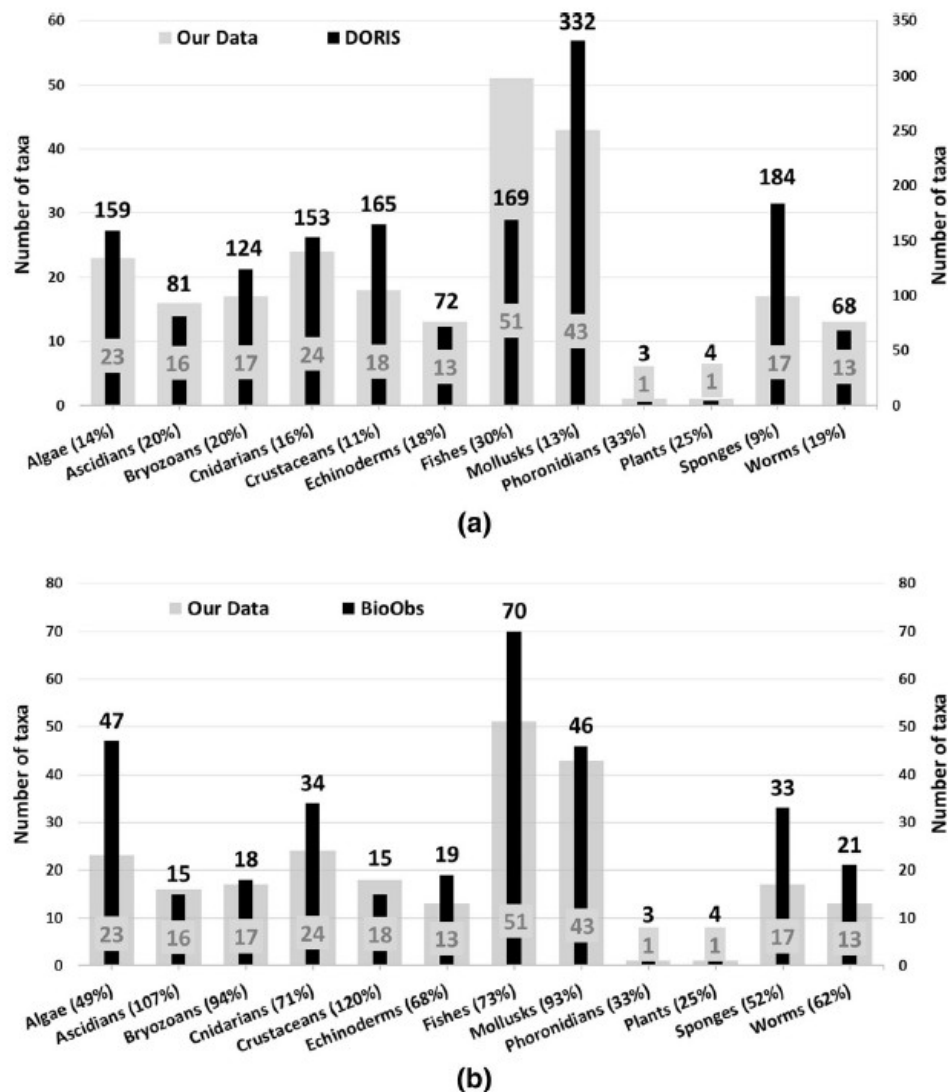 60
350
332
Our Data
DORIS
50
300
250
40
Number of taxa
184
200
Number of taxa
30
159
165
169
153
124
150
20
81
72
68
100
10
51
43
50
23
16
17
24
18
13
3
1
4
1
17
13
0
0
Algae (14%)
Ascidians (20%)
Bryozoans (20%)
Cnidarians (16%)
Crustaceans (11%)
Echinoderms (18%)
Fishes (30%)
Mollusks (13%)
Phoronidians (33%)
Plants (25%)
Sponges (9%)
Worms (19%)
(a)
80
80
Our Data
BioObs
70
70
70
60
60
50
50
Number of taxa
47
46
Number of taxa
40
40
34
33
30
30
20
15
18
15
19
21
20
10
10
23
16
17
24
18
13
51
43
3
1
4
1
17
13
0
0
Algae (49%)
Ascidians (107%)
Bryozoans (94%)
Cnidarians (71%)
Crustaceans (120%)
Echinoderms (68%)
Fishes (73%)
Mollusks (93%)
Phoronidians (33%)
Plants (25%)
Sponges (52%)
Worms (62%)
(b)